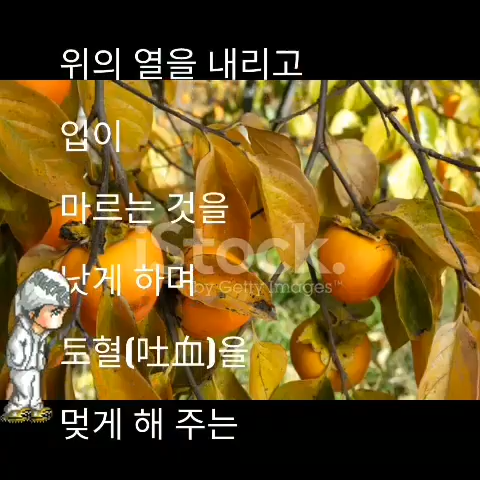 위의 열을 내리고
입이
마르는 것을
iStock.
by Getty Images™
낫게 하며
토혈(吐血)을
멎게 해 주는